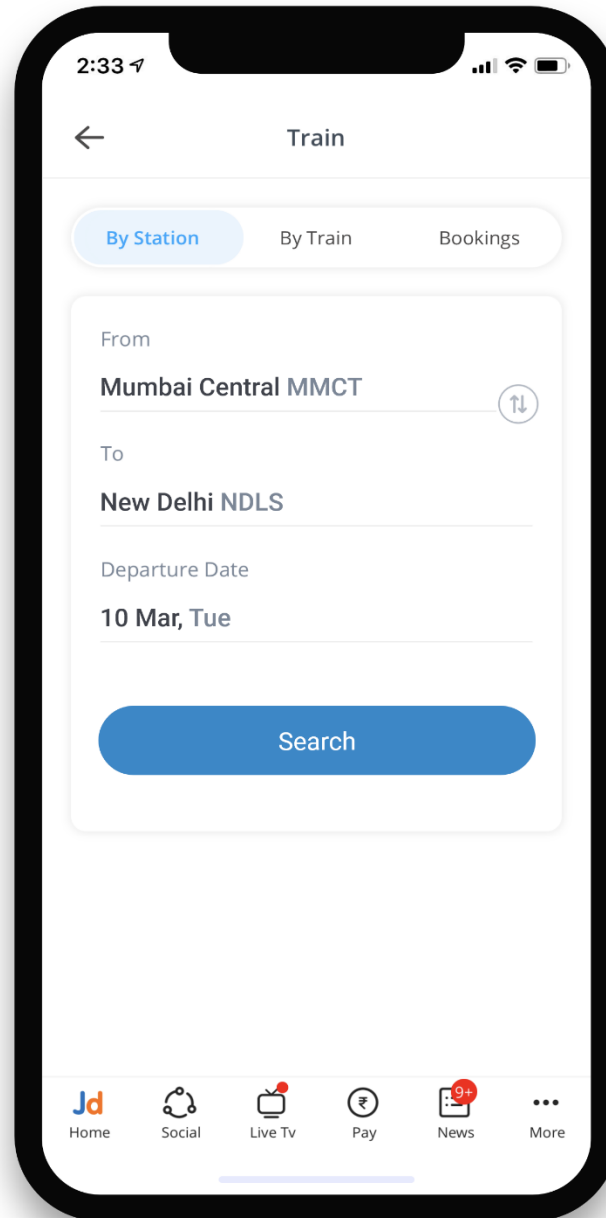 2:33
Train
By Station By Train Bookings
From
Mumbai Central MMCT
To
New Delhi NDLS
Departure Date
10 Mar, Tue
Search
9+
Jd
Home Social Live Tv Pay News More